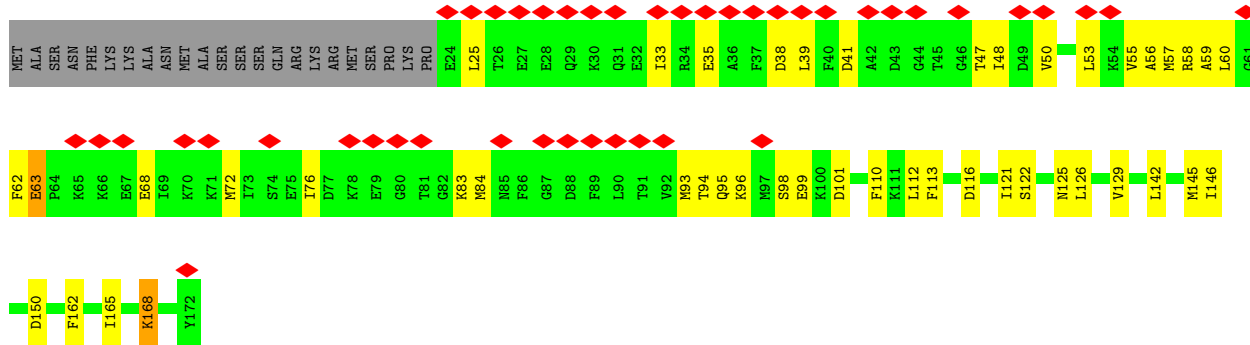 MET ALA SER ASN PHE LYS LYS ALA ASN MET ALA SER SER SER GLN ARG LYS ARG MET SER PRO LYS PRO E24 L25 T26 E27 E28 Q29 K30 Q31 E32 I33 R34 E35 A36 F37 D38 L39 F40 D41 A42 D43 G44 T45 G46 T47 I48 D49 V50 L53 K54 V55 A56 M57 R58 A59 L60 G61
F62 E63 P64 K65 K66 E67 E68 I69 K70 K71 M72 I73 S74 E75 I76 D77 K78 E79 G80 T81 G82 K83 M84 N85 F86 G87 D88 F89 L90 T91 V92 M93 T94 Q95 K96 M97 S98 E99 K100 D101 F110 K111 L112 F113 D116 I121 S122 N125 L126 V129 L142 M145 I146
D150 F162 I165 K168 Y172